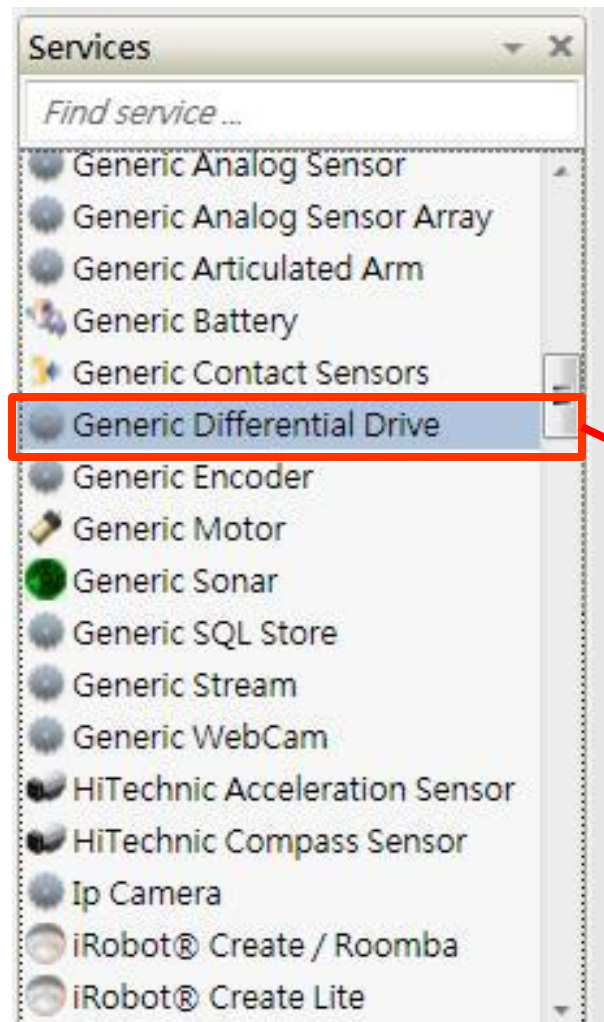 Services
Find service ...
Generic Analog Sensor
Generic Analog Sensor Array
Generic Articulated Arm
Generic Battery
Generic Contact Sensors
Generic Differential Drive
Generic Encoder
Generic Motor
Generic Sonar
Generic SQL Store
Generic Stream
Generic WebCam
HiTechnic Acceleration Sensor
HiTechnic Compass Sensor
Ip Camera
iRobot® Create / Roomba
iRobot® Create Lite